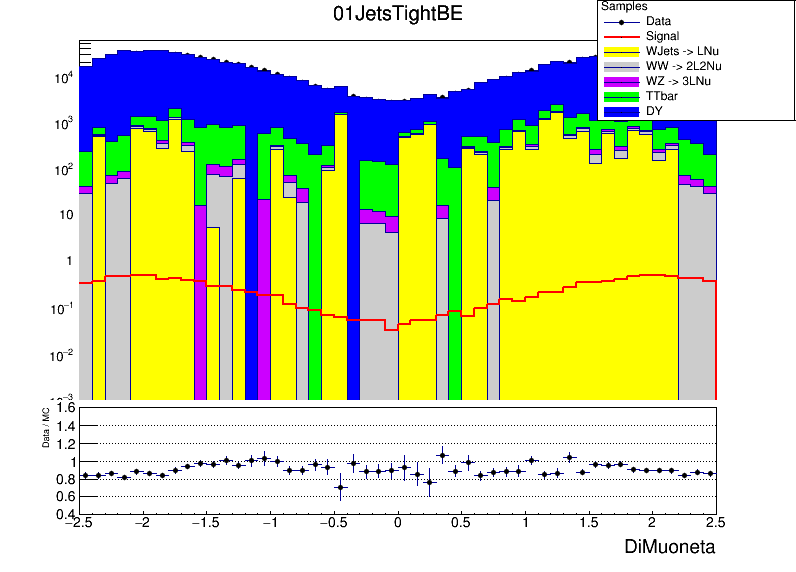 01JetsTightBE
Samples
Data
Signal
WJets -> LNu
WW -> 2L2Nu
WZ -> 3LNu
TTbar
DY
10^4
10^3
10^2
10
1
10^-1
10^-2
Data / MC
1.6
1.4
1.2
1
0.8
0.6
0.4
−2.5 −2 −1.5 −1 −0.5 0 0.5 1 1.5 2 2.5
DiMuoneta